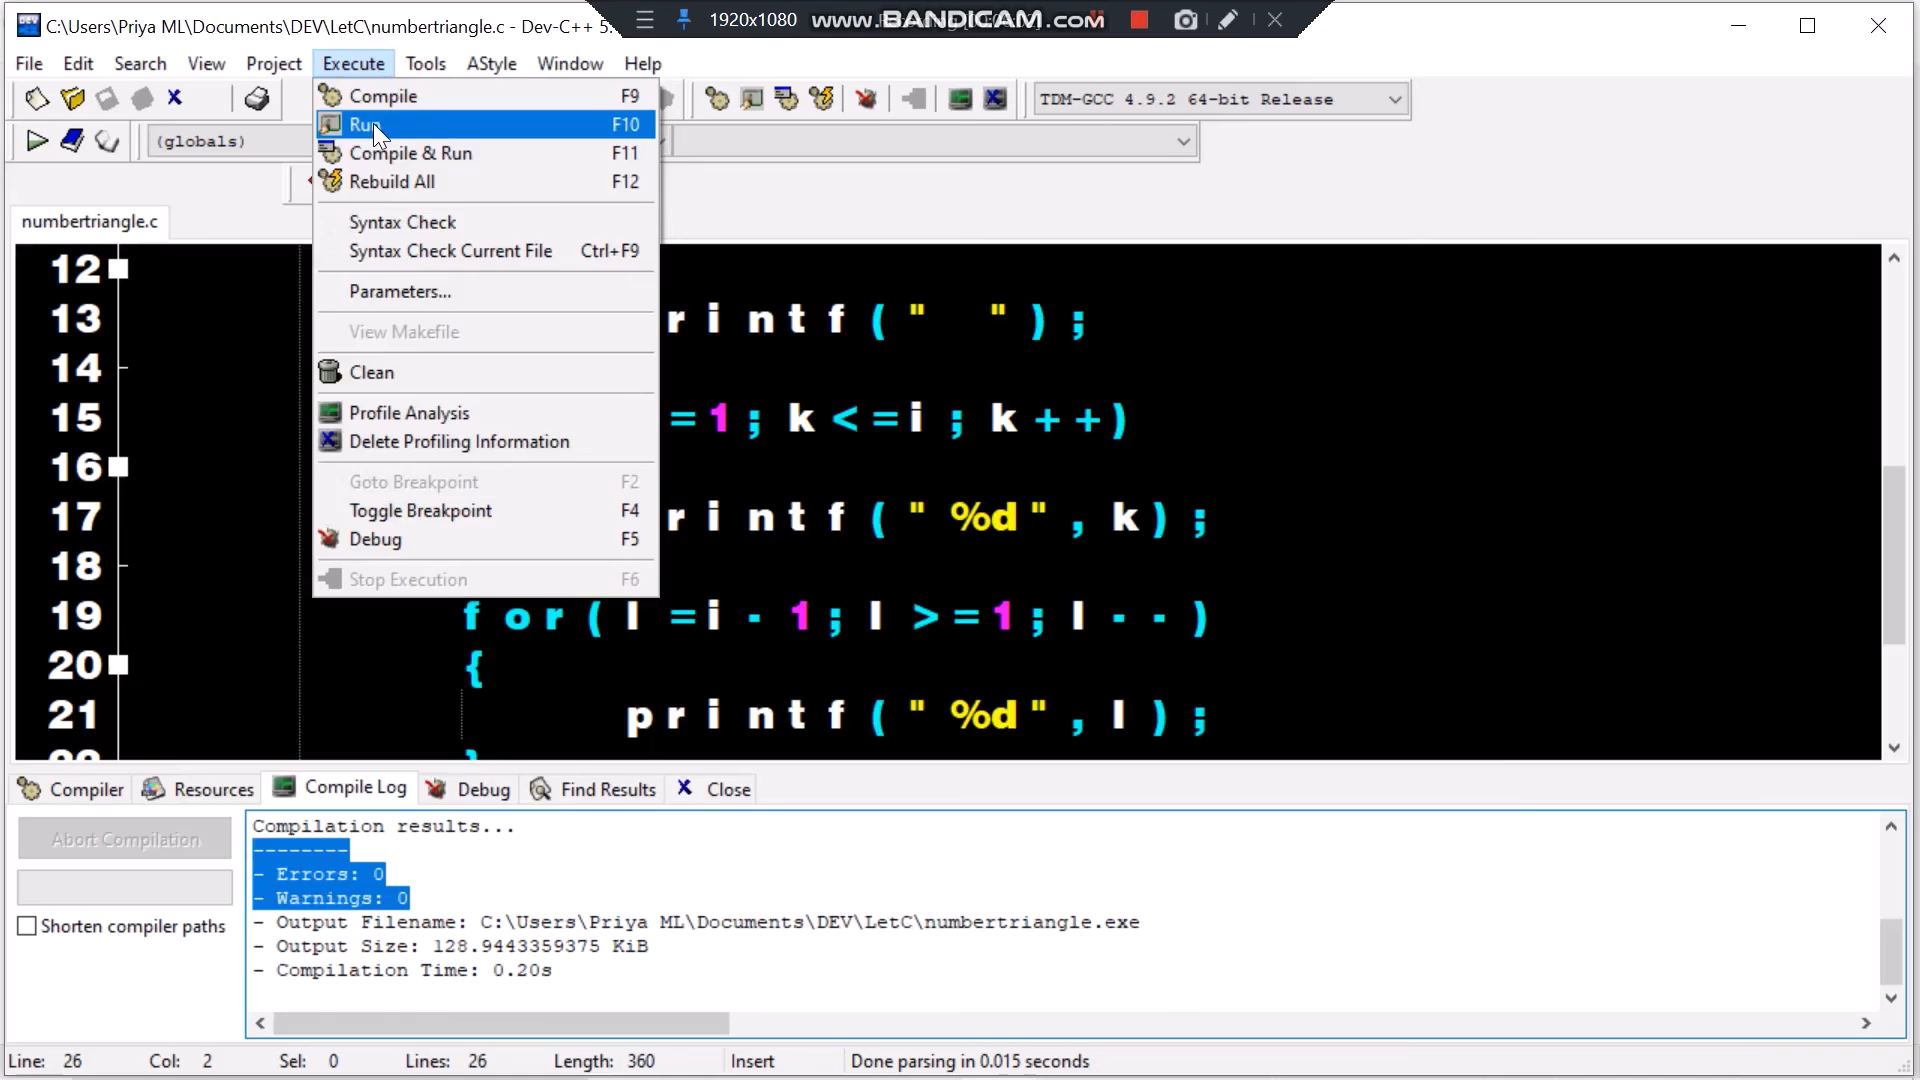 C:\Users\Priya ML\Documents\DEV\LetC\numbertriangle.c - Dev-C++ 5.
1920x1080
www.BANDICAM.com
File Edit Search View Project Execute Tools AStyle Window Help
TDM-GCC 4.9.2 64-bit Release
(globals)
Compile F9
Run F10
Compile & Run F11
Rebuild All F12
Syntax Check
Syntax Check Current File Ctrl+F9
Parameters...
View Makefile
Clean
Profile Analysis
Delete Profiling Information
Goto Breakpoint F2
Toggle Breakpoint F4
Debug F5
Stop Execution F6
numbertriangle.c
12
13 rintf("  ");
14
15 =1; k<=i; k++)
16
17 rintf(" %d", k);
18
19 for(l=i-1; l>=1; l--)
20 {
21 printf(" %d", l);
Compiler Resources Compile Log Debug Find Results Close
Abort Compilation
Shorten compiler paths
Compilation results...
--------
- Errors: 0
- Warnings: 0
- Output Filename: C:\Users\Priya ML\Documents\DEV\LetC\numbertriangle.exe
- Output Size: 128.9443359375 KiB
- Compilation Time: 0.20s
Line: 26 Col: 2 Sel: 0 Lines: 26 Length: 360 Insert Done parsing in 0.015 seconds